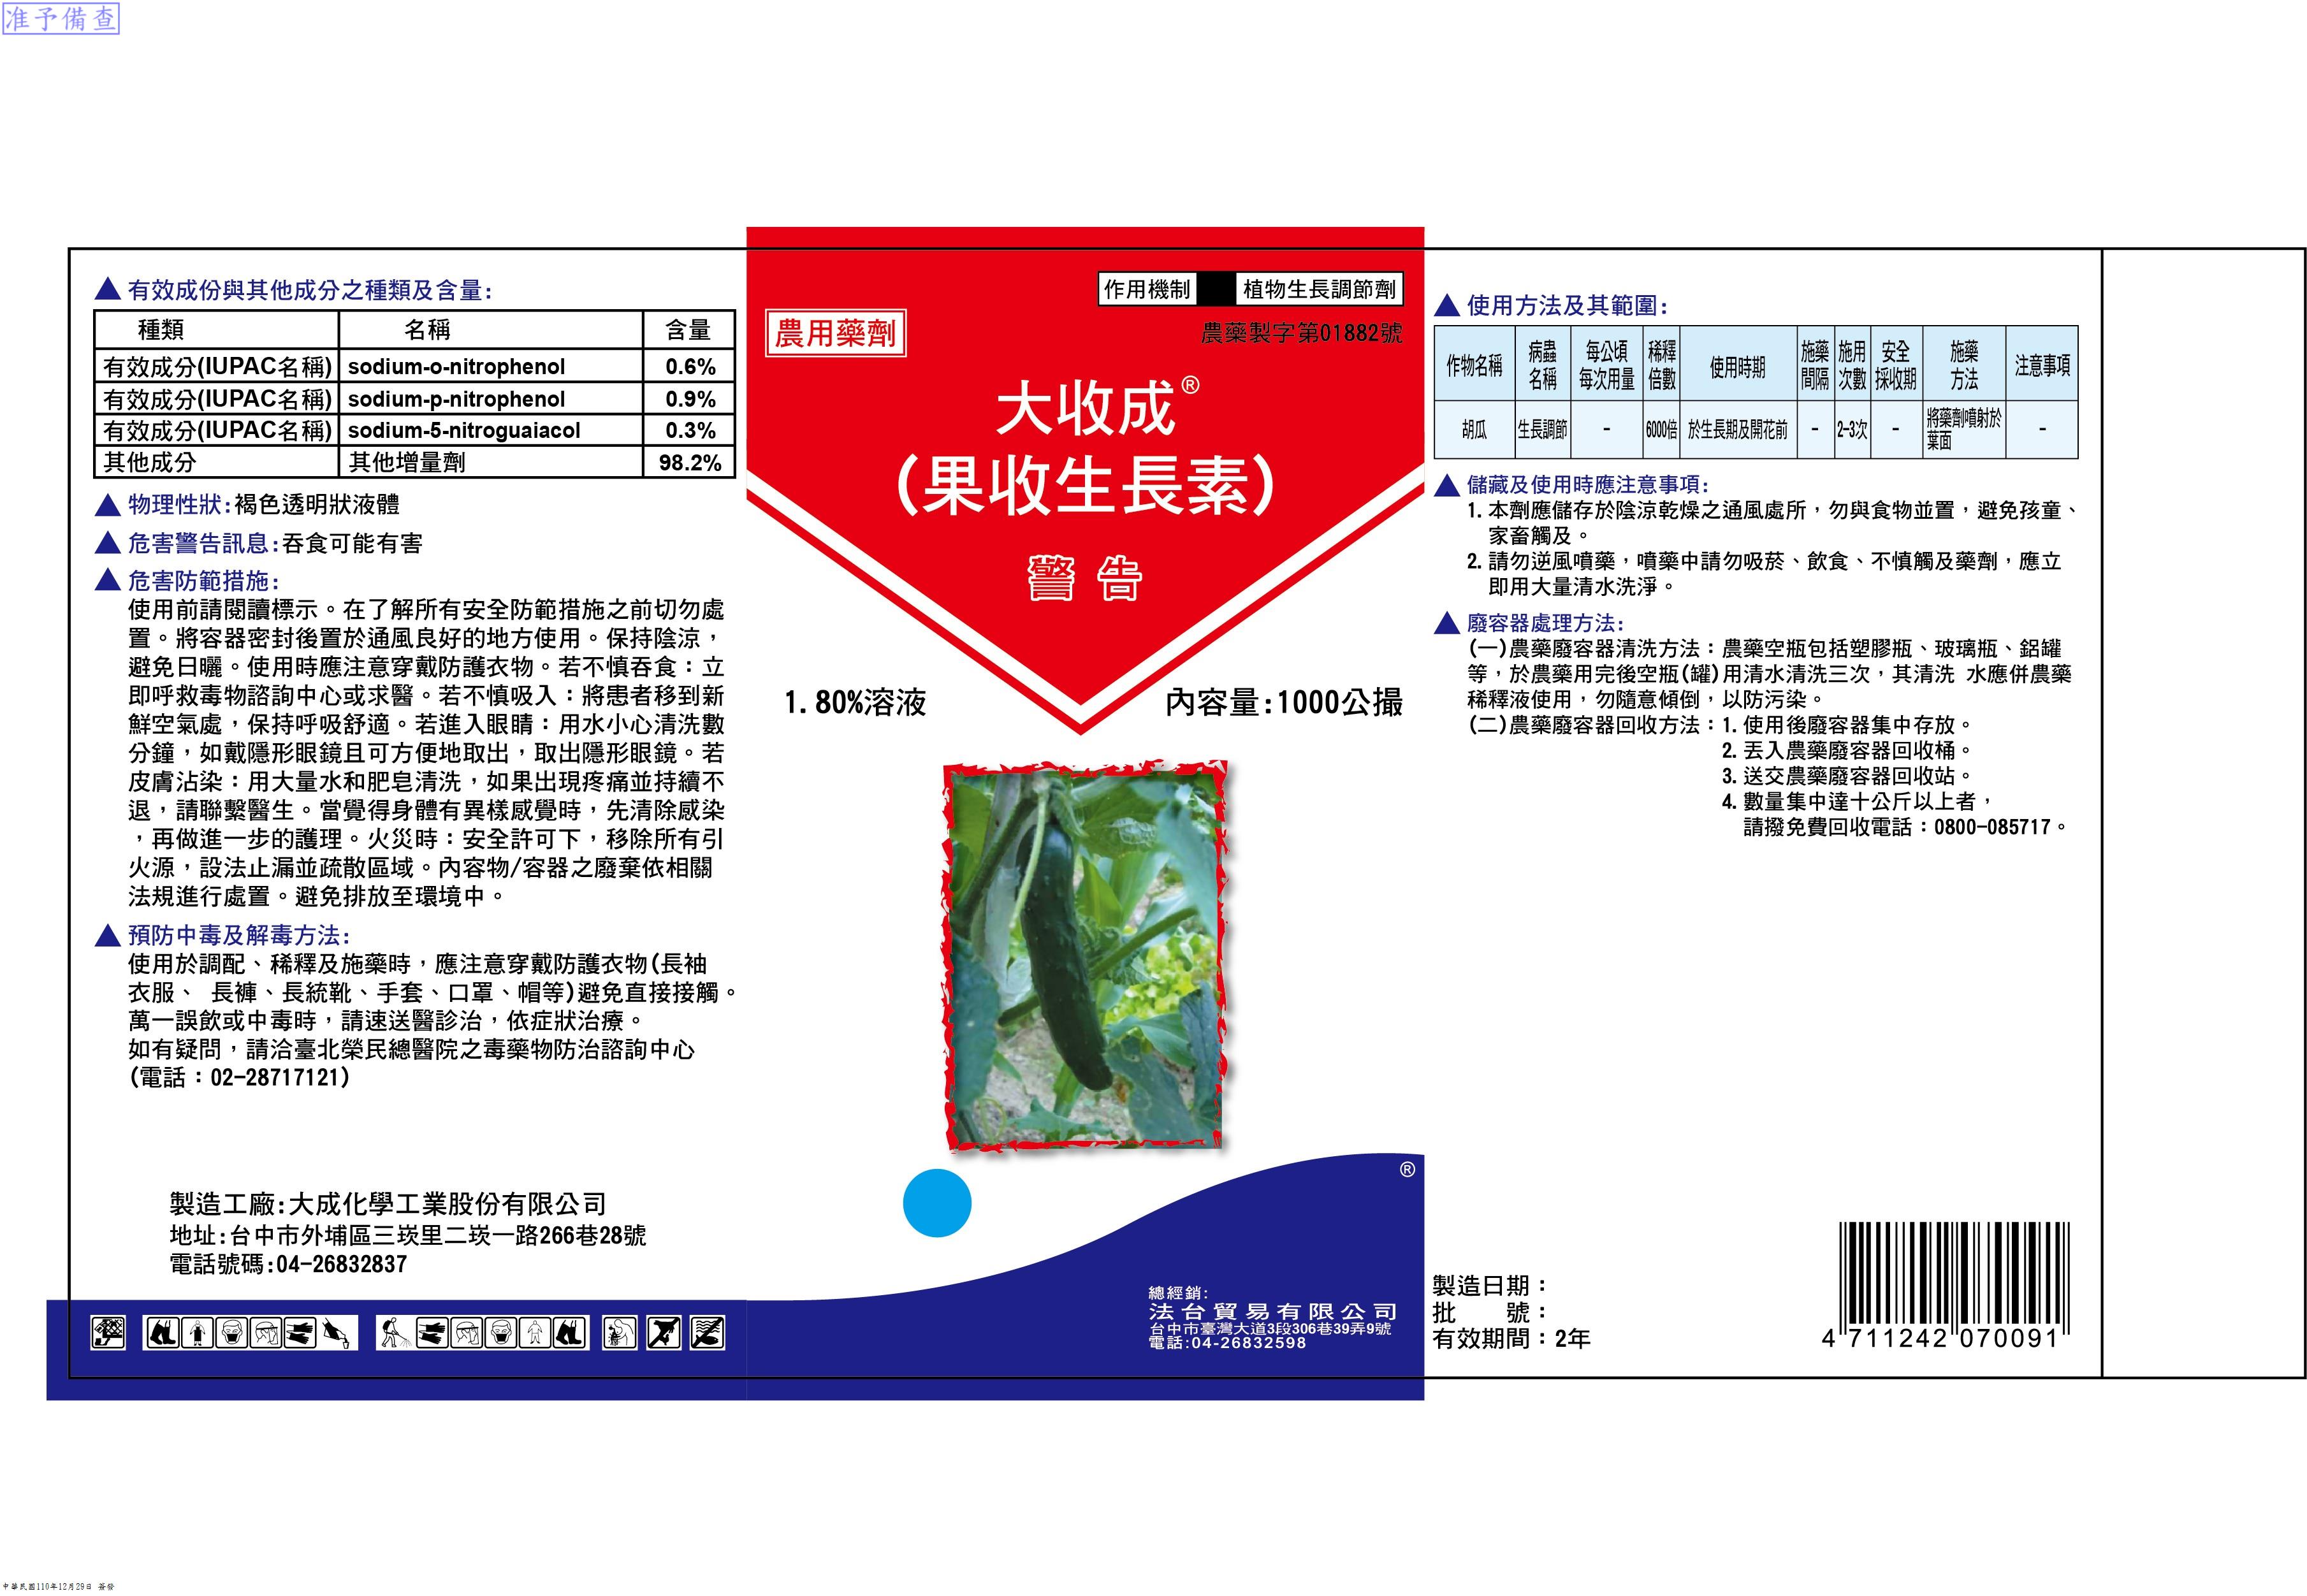 准予備查
▲ 有效成份與其他成分之種類及含量:
種類 名稱 含量
有效成分(IUPAC名稱) sodium-o-nitrophenol 0.6%
有效成分(IUPAC名稱) sodium-p-nitrophenol 0.9%
有效成分(IUPAC名稱) sodium-5-nitroguaiacol 0.3%
其他成分 其他增量劑 98.2%
▲ 物理性狀:褐色透明狀液體
▲ 危害警告訊息:吞食可能有害
▲ 危害防範措施:
使用前請閱讀標示。在了解所有安全防範措施之前切勿處
置。將容器密封後置於通風良好的地方使用。保持陰涼，
避免日曬。使用時應注意穿戴防護衣物。若不慎吞食：立
即呼救毒物諮詢中心或求醫。若不慎吸入：將患者移到新
鮮空氣處，保持呼吸舒適。若進入眼睛：用水小心清洗數
分鐘，如戴隱形眼鏡且可方便地取出，取出隱形眼鏡。若
皮膚沾染：用大量水和肥皂清洗，如果出現疼痛並持續不
退，請聯繫醫生。當覺得身體有異樣感覺時，先清除感染
，再做進一步的護理。火災時：安全許可下，移除所有引
火源，設法止漏並疏散區域。內容物/容器之廢棄依相關
法規進行處置。避免排放至環境中。
▲ 預防中毒及解毒方法:
使用於調配、稀釋及施藥時，應注意穿戴防護衣物(長袖
衣服、 長褲、長統靴、手套、口罩、帽等)避免直接接觸。
萬一誤飲或中毒時，請速送醫診治，依症狀治療。
如有疑問，請洽臺北榮民總醫院之毒藥物防治諮詢中心
(電話：02-28717121)
製造工廠:大成化學工業股份有限公司
地址:台中市外埔區三崁里二崁一路266巷28號
電話號碼:04-26832837
作用機制 植物生長調節劑
農用藥劑
農藥製字第01882號
大收成®
(果收生長素)
警告
1.80%溶液
內容量:1000公撮
®
總經銷:
法台貿易有限公司
台中市臺灣大道3段306巷39弄9號
電話:04-26832598
▲ 使用方法及其範圍:
作物名稱 病蟲名稱 每公頃每次用量 稀釋倍數 使用時期 施藥間隔 施用次數 安全採收期 施藥方法 注意事項
胡瓜 生長調節 - 6000倍 於生長期及開花前 - 2-3次 - 將藥劑噴射於葉面 -
▲ 儲藏及使用時應注意事項:
1. 本劑應儲存於陰涼乾燥之通風處所，勿與食物並置，避免孩童、
家畜觸及。
2. 請勿逆風噴藥，噴藥中請勿吸菸、飲食、不慎觸及藥劑，應立
即用大量清水洗淨。
▲ 廢容器處理方法:
(一)農藥廢容器清洗方法：農藥空瓶包括塑膠瓶、玻璃瓶、鋁罐
等，於農藥用完後空瓶(罐)用清水清洗三次，其清洗 水應併農藥
稀釋液使用，勿隨意傾倒，以防污染。
(二)農藥廢容器回收方法：1. 使用後廢容器集中存放。
2. 丟入農藥廢容器回收桶。
3. 送交農藥廢容器回收站。
4. 數量集中達十公斤以上者，
請撥免費回收電話：0800-085717。
製造日期：
批　　號：
有效期間：2年
4 711242 070091
中華民國110年12月29日 簽發